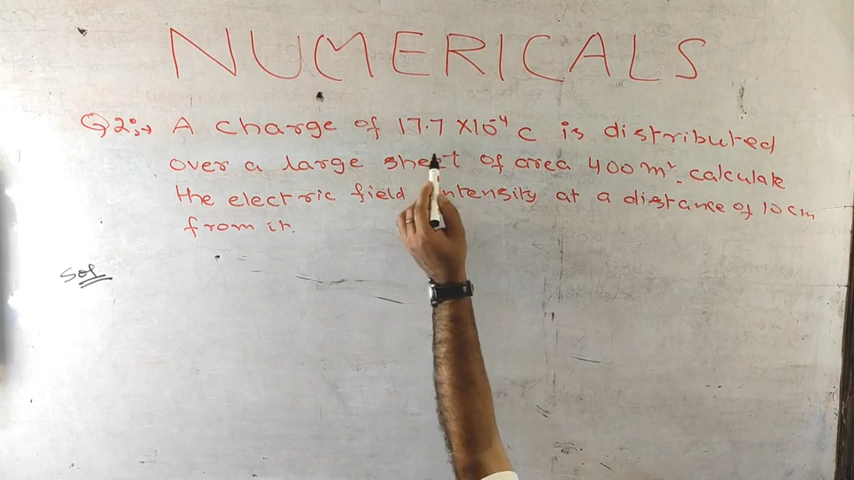 NUMERICALS
Q2:→ A charge of 17.7 ×10⁻⁴ C is distributed
over a large sheet of area 400 m². calculate
the electric field intensity at a distance of 10 cm
from it.
Sol